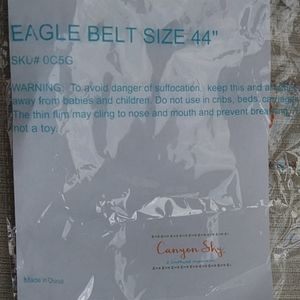 EAGLE BELT SIZE 44"
SKU# 0C5G
WARNING: To avoid danger of suffocation, keep this and
away from babies and children. Do not use in cribs, beds,
The thin film may cling to nose and mouth and prevent
not a toy.
Canyon Sky
Made in China